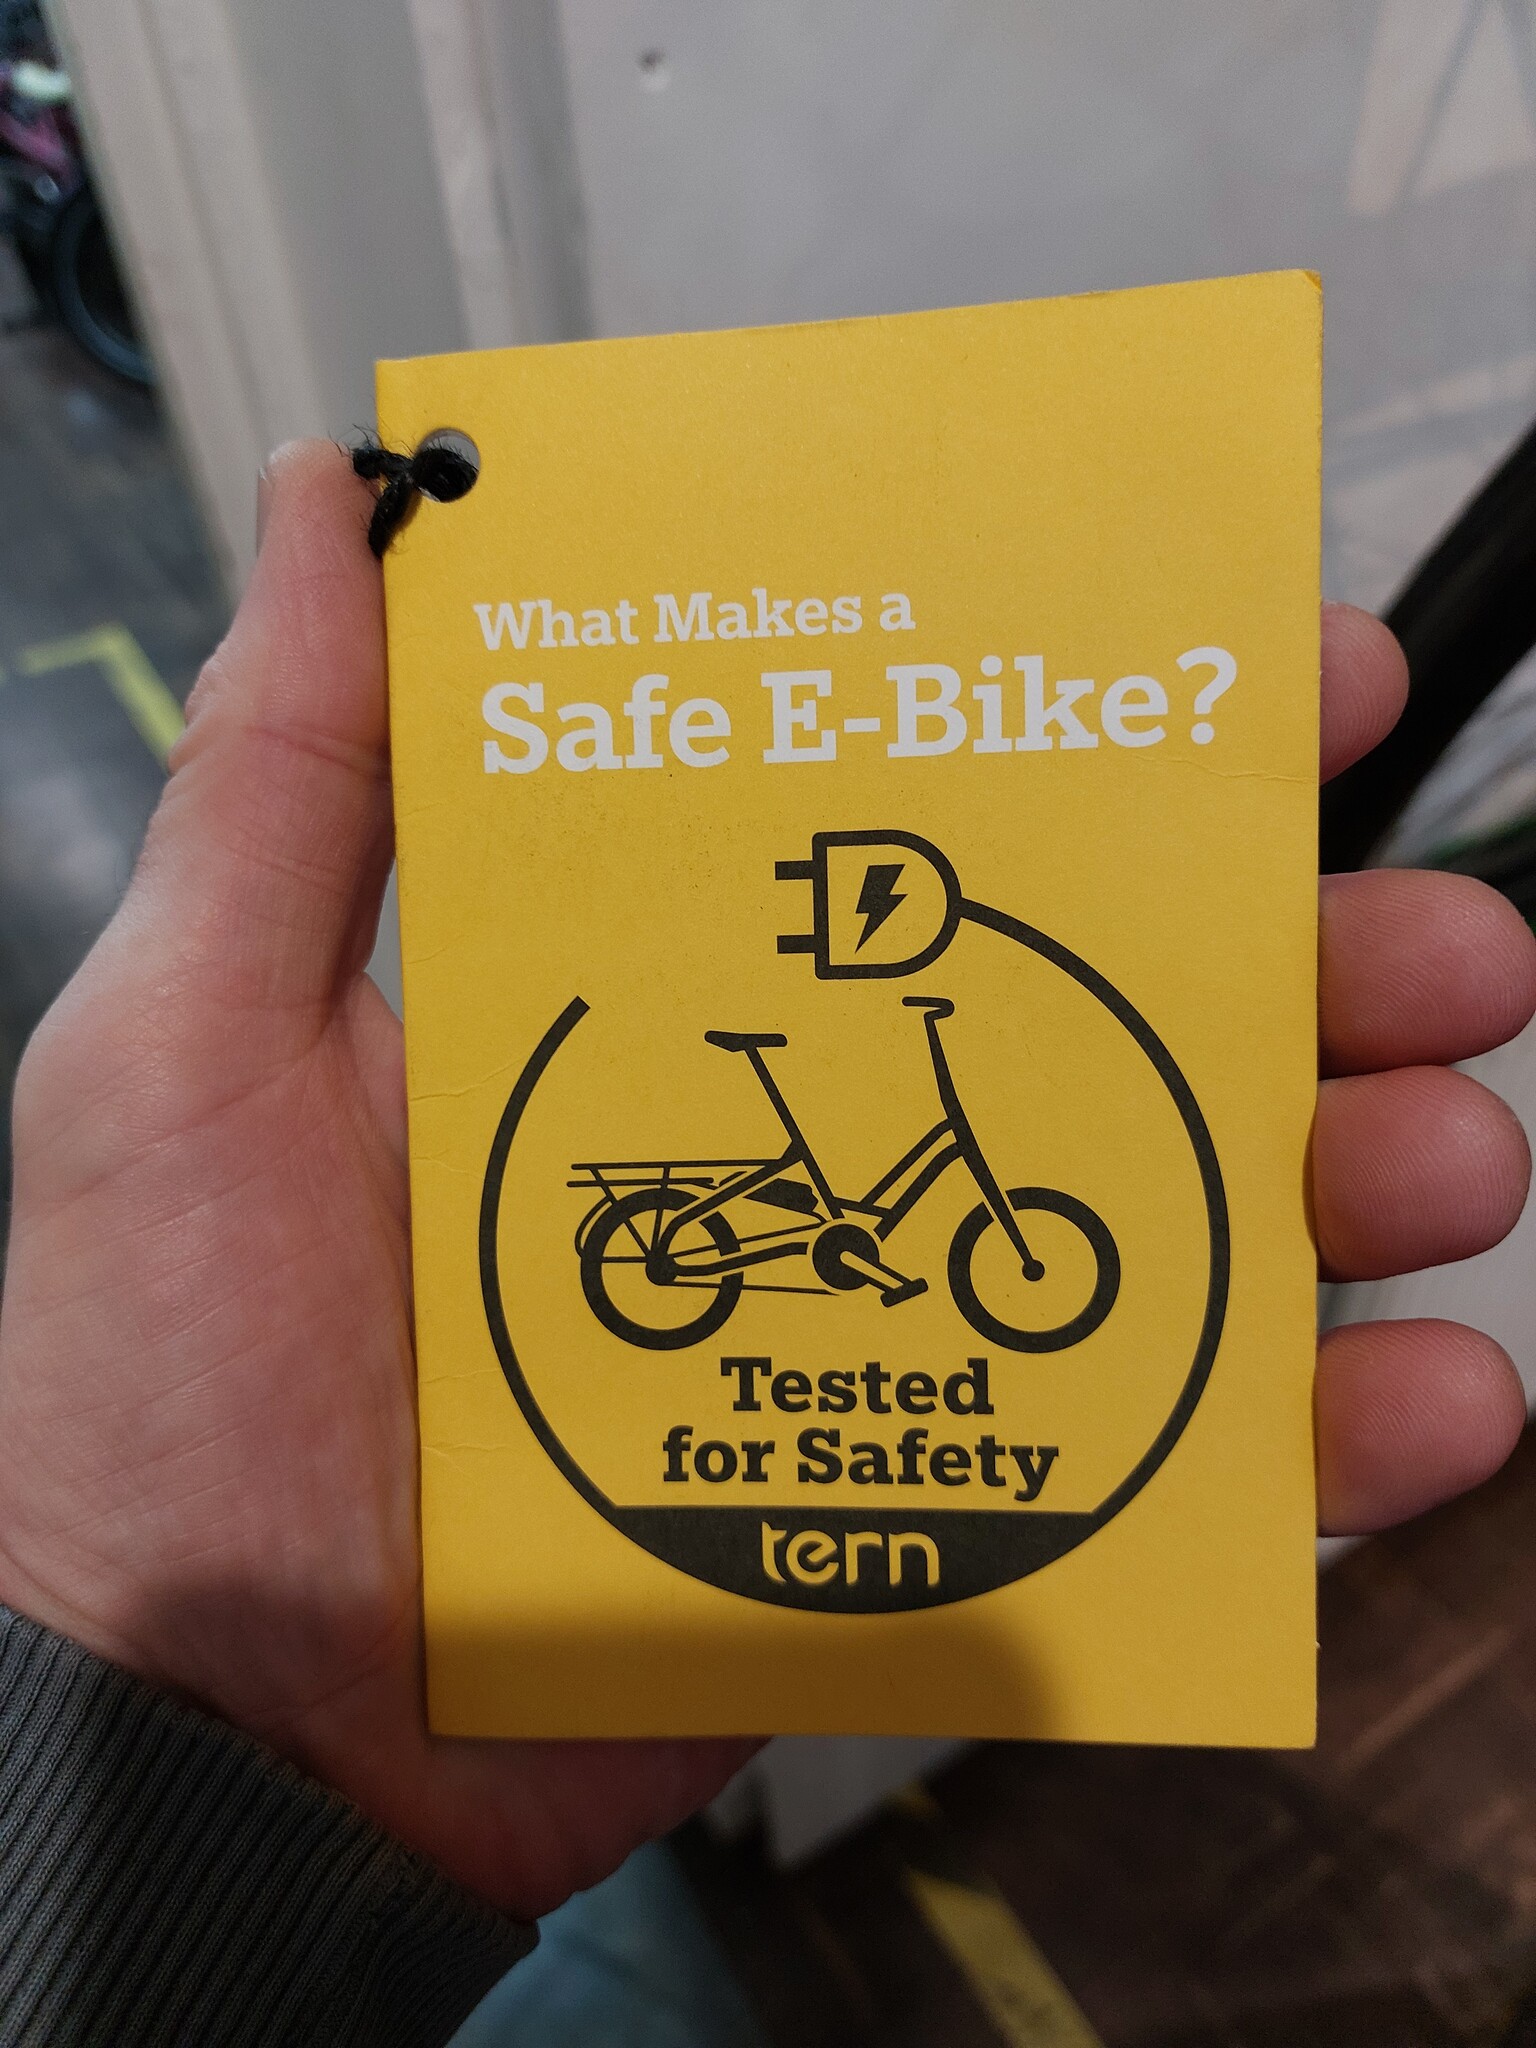 What Makes a
Safe E-Bike?
Tested
for Safety
tern